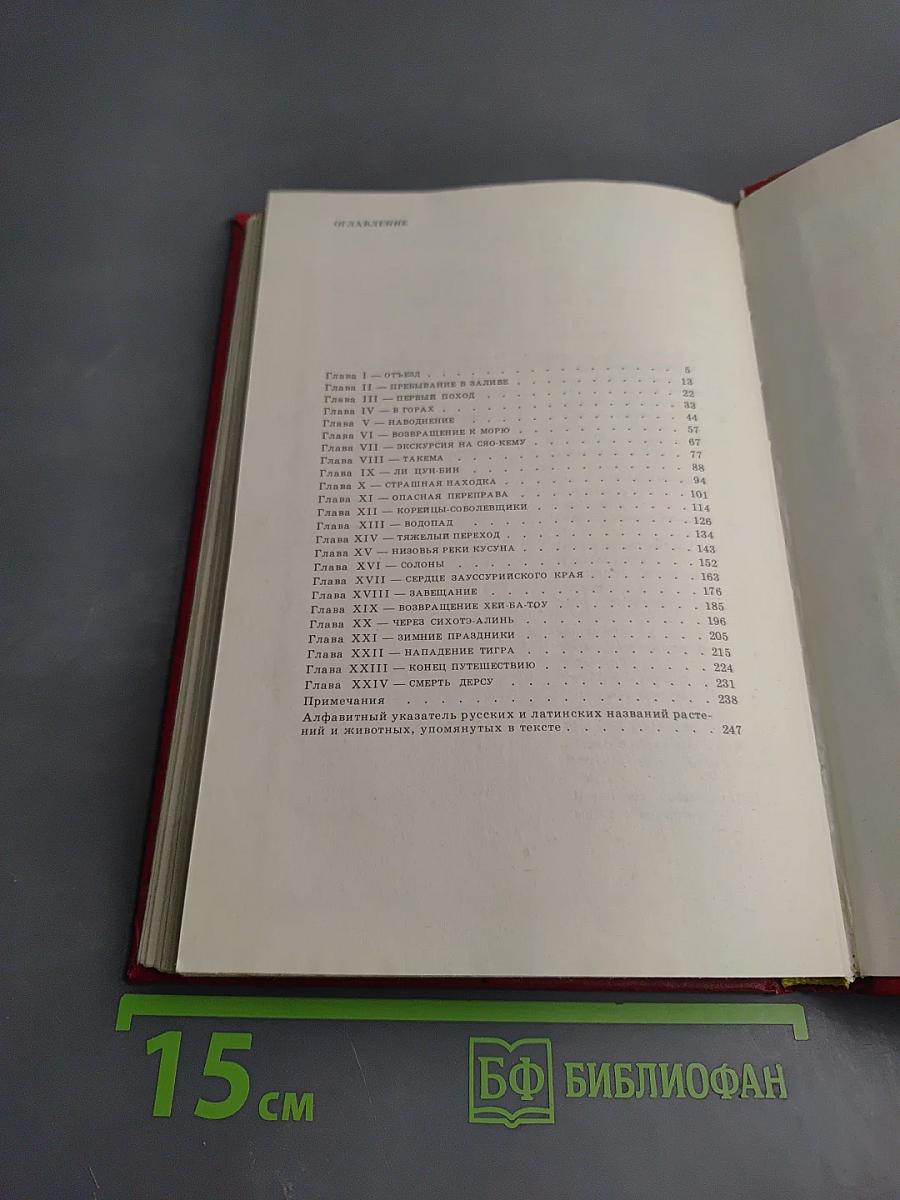 ОГЛАВЛЕНИЕ
Глава I — ОТЪЕЗД . . . . . . . . . . . . . . . . 5
Глава II — ПРЕБЫВАНИЕ В ЗАЛИВЕ . . . . . . . . . . 13
Глава III — ПЕРВЫЙ ПОХОД . . . . . . . . . . . . . 22
Глава IV — В ГОРАХ . . . . . . . . . . . . . . . 33
Глава V — НАВОДНЕНИЕ . . . . . . . . . . . . . . 44
Глава VI — ВОЗВРАЩЕНИЕ К МОРЮ . . . . . . . . . . 57
Глава VII — ЭКСКУРСИЯ НА СЯО-КЕМУ . . . . . . . . . 67
Глава VIII — ТАКЕМА . . . . . . . . . . . . . . . 77
Глава IX — ЛИ ЦУН-БИН . . . . . . . . . . . . . . 88
Глава X — СТРАШНАЯ НАХОДКА . . . . . . . . . . . . 94
Глава XI — ОПАСНАЯ ПЕРЕПРАВА . . . . . . . . . . . 101
Глава XII — КОРЕЙЦЫ-СОБОЛЕВЩИКИ . . . . . . . . . . 114
Глава XIII — ВОДОПАД . . . . . . . . . . . . . . 126
Глава XIV — ТЯЖЕЛЫЙ ПЕРЕХОД . . . . . . . . . . . 134
Глава XV — НИЗОВЬЯ РЕКИ КУСУНА . . . . . . . . . . 143
Глава XVI — СОЛОНЫ . . . . . . . . . . . . . . . 152
Глава XVII — СЕРДЦЕ ЗАУССУРИЙСКОГО КРАЯ . . . . . . 163
Глава XVIII — ЗАВЕЩАНИЕ . . . . . . . . . . . . . 176
Глава XIX — ВОЗВРАЩЕНИЕ ХЕЙ-БА-ТОУ . . . . . . . . 185
Глава XX — ЧЕРЕЗ СИХОТЭ-АЛИНЬ . . . . . . . . . . 196
Глава XXI — ЗИМНИЕ ПРАЗДНИКИ . . . . . . . . . . . 205
Глава XXII — НАПАДЕНИЕ ТИГРА . . . . . . . . . . . 215
Глава XXIII — КОНЕЦ ПУТЕШЕСТВИЮ . . . . . . . . . . 224
Глава XXIV — СМЕРТЬ ДЕРСУ . . . . . . . . . . . . 231
Примечания . . . . . . . . . . . . . . . . . 238
Алфавитный указатель русских и латинских названий расте-
ний и животных, упомянутых в тексте . . . . . . . . . 247
15 см
БФ БИБЛИОФАН